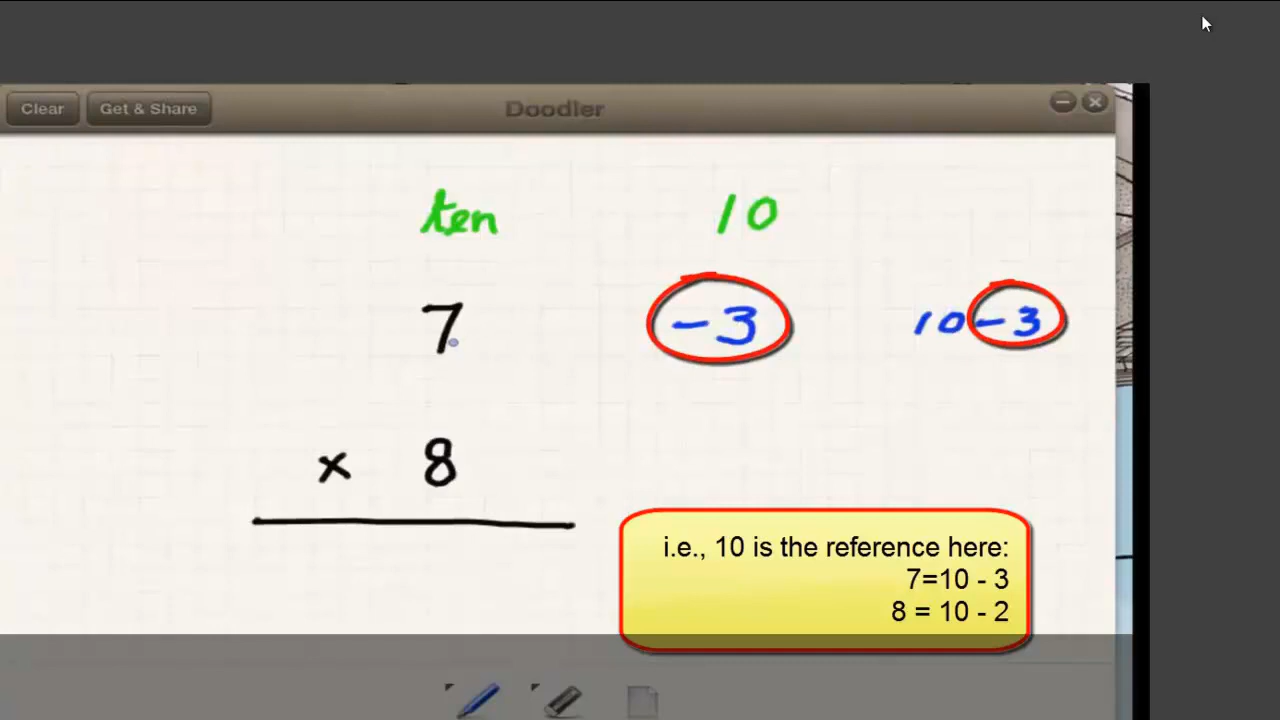 Clear Get & Share Doodler
ten 10
7 -3 10-3
× 8
i.e., 10 is the reference here:
7=10 - 3
8 = 10 - 2